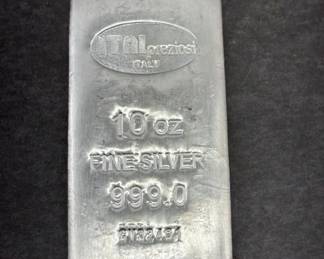 ITALpreziosi
ITALY
10 oz
FINE SILVER
999.0